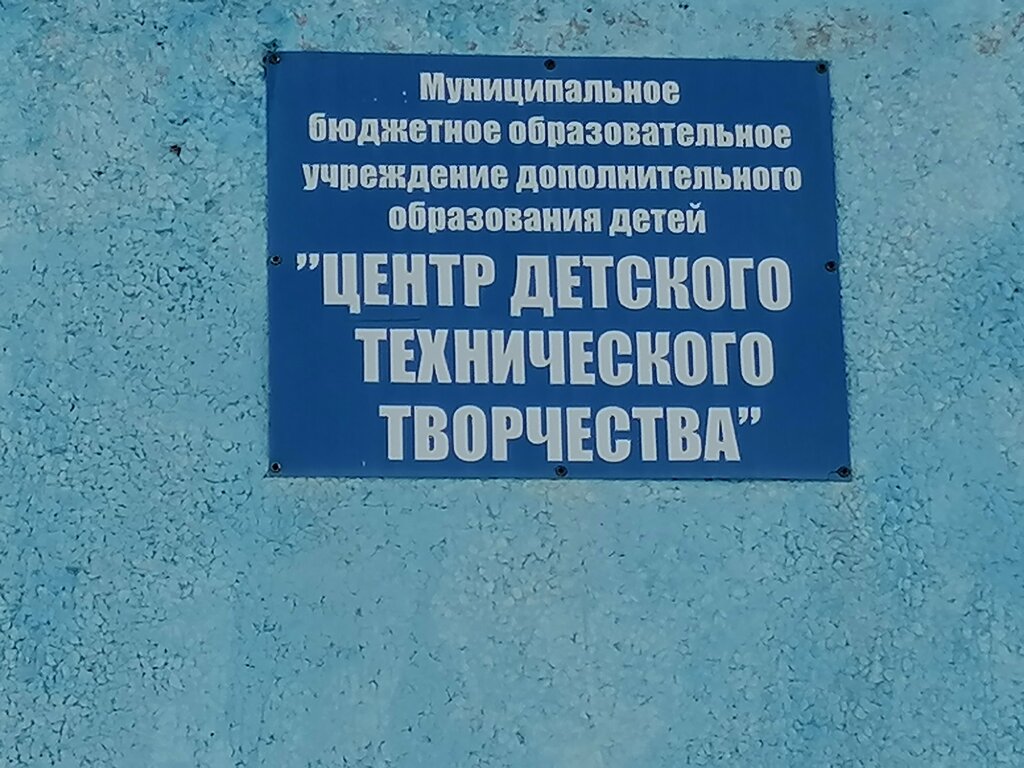 Муниципальное
бюджетное образовательное
учреждение дополнительного
образования детей
"ЦЕНТР ДЕТСКОГО
ТЕХНИЧЕСКОГО
ТВОРЧЕСТВА"